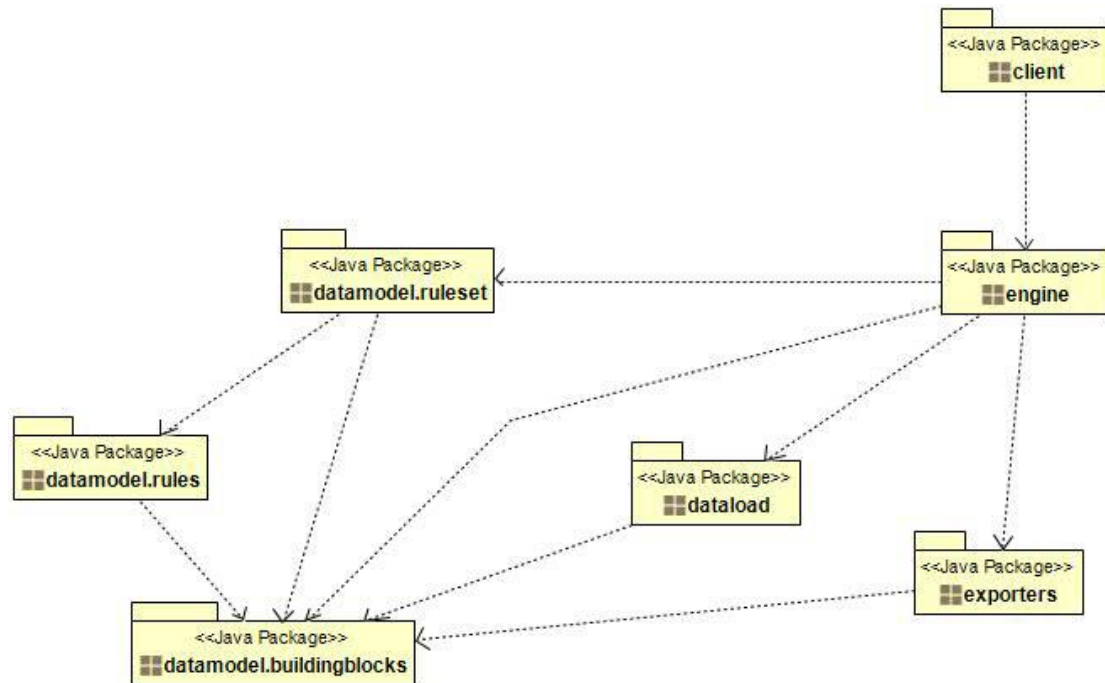 <<Java Package>>
client
<<Java Package>>
datamodel.ruleset
<<Java Package>>
engine
<<Java Package>>
datamodel.rules
<<Java Package>>
dataload
<<Java Package>>
exporters
<<Java Package>>
datamodel.buildingblocks